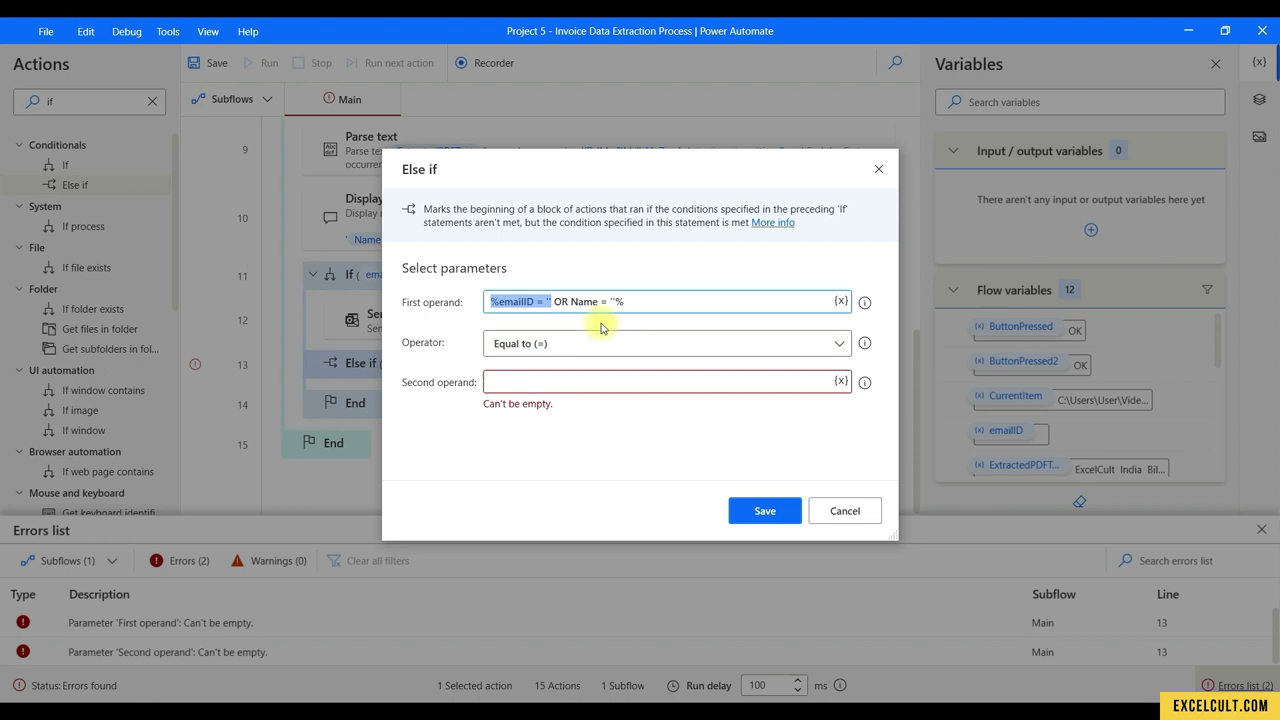 File Edit Debug Tools View Help
Project 5 - Invoice Data Extraction Process | Power Automate
Actions
if
Conditionals
If
Else if
System
If process
File
If file exists
Folder
If folder exists
Get files in folder
Get subfolders in fol...
UI automation
If window contains
If image
If window
Browser automation
If web page contains
Mouse and keyboard
Save Run Stop Run next action Recorder
Subflows Main
9 Parse text
Parse tex
occurren
10 Display
Display
'Name
11 If ( ema
12 Sen
Sen
13 Else if
14 End
15 End
Else if
Marks the beginning of a block of actions that ran if the conditions specified in the preceding 'If'
statements aren't met, but the condition specified in this statement is met More info
Select parameters
First operand: %emailID = '' OR Name = ''% {x}
Operator: Equal to (=)
Second operand: {x}
Can't be empty.
Save Cancel
Variables {x}
Search variables
Input / output variables 0
There aren't any input or output variables here yet
Flow variables 12
(x) ButtonPressed OK
(x) ButtonPressed2 OK
(x) CurrentItem C:\Users\User\Vide...
(x) emailID
(x) ExtractedPDFT... ExcelCult India Bil...
Errors list
Subflows (1) Errors (2) Warnings (0) Clear all filters Search errors list
Type Description Subflow Line
Parameter 'First operand': Can't be empty. Main 13
Parameter 'Second operand': Can't be empty. Main 13
Status: Errors found 1 Selected action 15 Actions 1 Subflow Run delay 100 ms Errors list (2)
EXCELCULT.COM